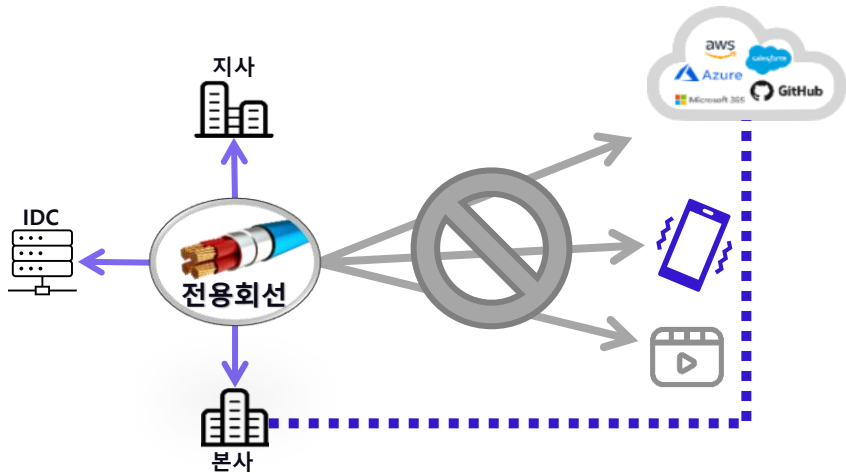 지사
aws
salesforce
Azure
Microsoft 365
GitHub
IDC
전용회선
본사